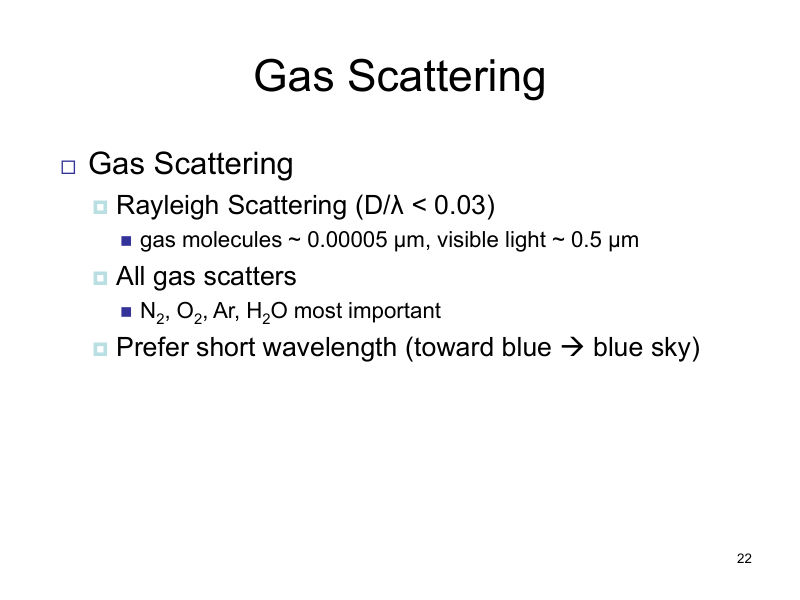 Gas Scattering
Gas Scattering
Rayleigh Scattering (D/λ < 0.03)
gas molecules ~ 0.00005 μm, visible light ~ 0.5 μm
All gas scatters
N₂, O₂, Ar, H₂O most important
Prefer short wavelength (toward blue → blue sky)
22